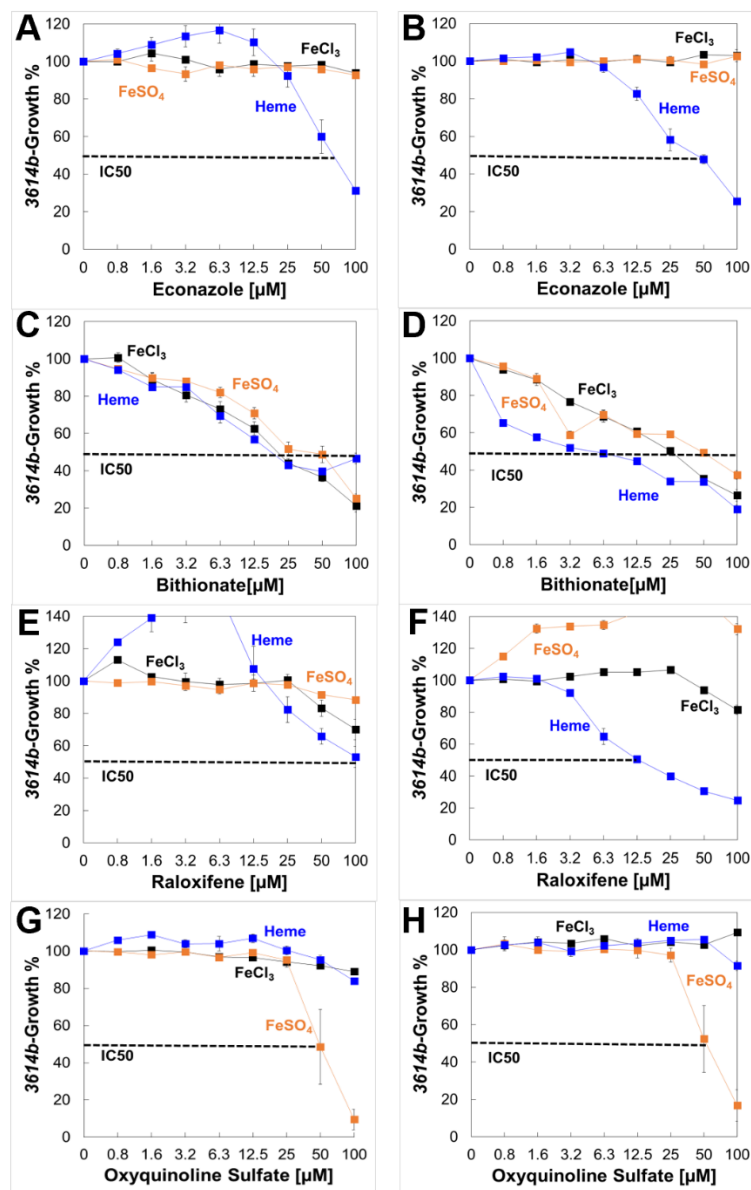 A
120
100
80
60
40
20
0
3614b-Growth %
FeCl3
FeSO4
Heme
IC50
0 0.8 1.6 3.2 6.3 12.5 25 50 100
Econazole [µM]
B
120
100
80
60
40
20
0
3614b-Growth %
FeCl3
FeSO4
Heme
IC50
0 0.8 1.6 3.2 6.3 12.5 25 50 100
Econazole [µM]
C
120
100
80
60
40
20
0
3614b-Growth %
FeCl3
FeSO4
Heme
IC50
0 0.8 1.6 3.2 6.3 12.5 25 50 100
Bithionate[µM]
D
120
100
80
60
40
20
0
3614b-Growth %
FeCl3
FeSO4
Heme
IC50
0 0.8 1.6 3.2 6.3 12.5 25 50 100
Bithionate[µM]
E
140
120
100
80
60
40
20
0
3614b-Growth %
Heme
FeCl3
FeSO4
IC50
0 0.8 1.6 3.2 6.3 12.5 25 50 100
Raloxifene [µM]
F
140
120
100
80
60
40
20
0
3614b-Growth %
FeSO4
FeCl3
Heme
IC50
0 0.8 1.6 3.2 6.3 12.5 25 50 100
Raloxifene [µM]
G
120
100
80
60
40
20
0
3614b-Growth %
Heme
FeCl3
FeSO4
IC50
0 0.8 1.6 3.2 6.3 12.5 25 50 100
Oxyquinoline Sulfate [µM]
H
120
100
80
60
40
20
0
3614b-Growth %
FeCl3
Heme
FeSO4
IC50
0 0.8 1.6 3.2 6.3 12.5 25 50 100
Oxyquinoline Sulfate [µM]